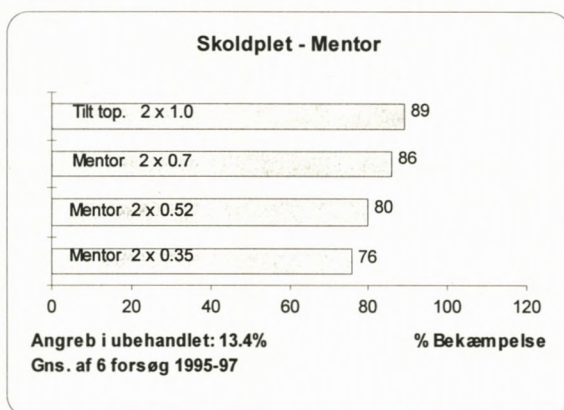 Skoldplet - Mentor
Tilt top. 2 x 1.0 89
Mentor 2 x 0.7 86
Mentor 2 x 0.52 80
Mentor 2 x 0.35 76
0 20 40 60 80 100 120
Angreb i ubehandlet: 13.4% % Bekæmpelse
Gns. af 6 forsøg 1995-97